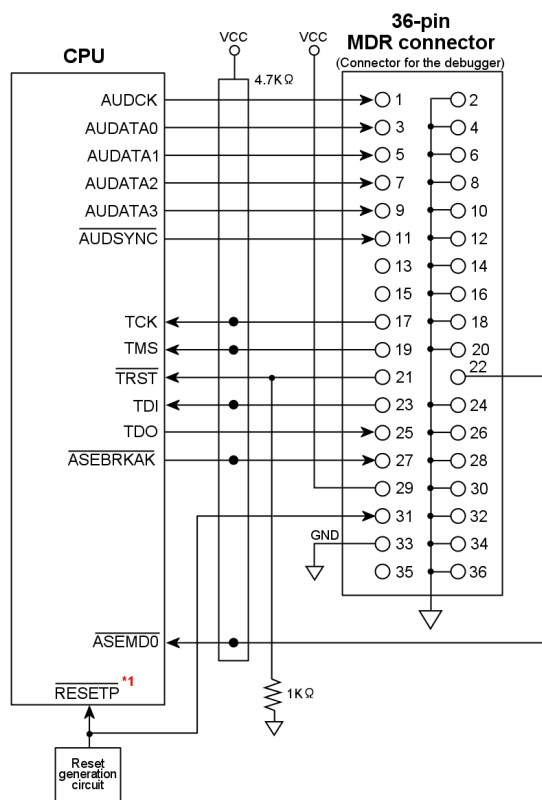 36-pin
MDR connector
(Connector for the debugger)
CPU
VCC
VCC
4.7KΩ
AUDCK 1 2
AUDATA0 3 4
AUDATA1 5 6
AUDATA2 7 8
AUDATA3 9 10
AUDSYNC 11 12
13 14
15 16
TCK 17 18
TMS 19 20
TRST 21 22
TDI 23 24
TDO 25 26
ASEBRKAK 27 28
29 30
31 32
GND 33 34
35 36
ASEMD0
RESETP *1
1KΩ
Reset
generation
circuit